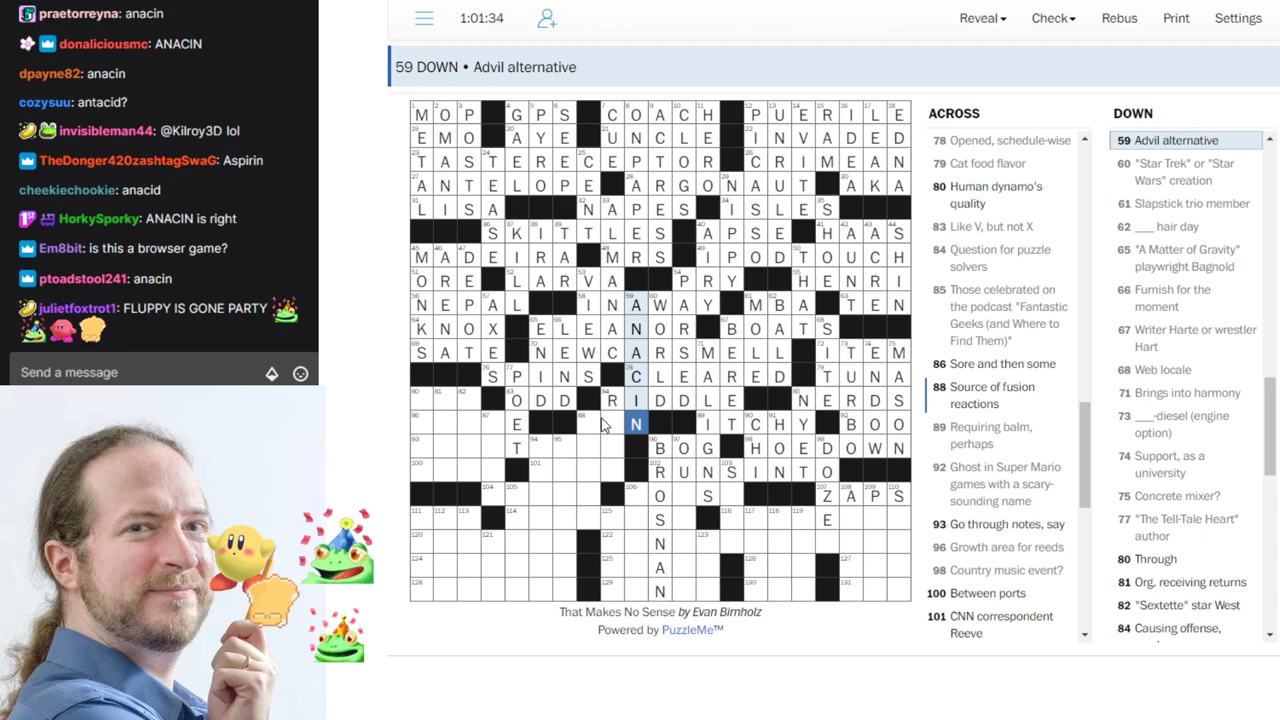 praetorreyna: anacin
donaliciousmc: ANACIN
dpayne82: anacin
cozysuu: antacid?
invisibleman44: @Kilroy3D lol
TheDonger420zashtagSwaG: Aspirin
cheekiechookie: anacid
1ST HorkySporky: ANACIN is right
Em8bit: is this a browser game?
ptoadstool241: anacin
julietfoxtrot1: FLUPPY IS GONE PARTY
Send a message
1:01:34
Reveal
Check
Rebus
Print
Settings
59 DOWN • Advil alternative
M O P G P S C O A C H P U E R I L E
E M O A Y E U N C L E I N V A D E D
T A S T E R E C E P T O R C R I M E A N
A N T E L O P E A R G O N A U T A K A
L I S A N A P E S I S L E S
S K I T T L E S A P S E H A A S
M A D E I R A M R S I P O D T O U C H
O R E L A R V A P R Y H E N R I
N E P A L I N A W A Y M B A T E N
K N O X E L E A N O R B O A T S
S A T E N E W C A R S M E L L I T E M
S P I N S C L E A R E D T U N A
O D D R I D D L E N E R D S
E N I T C H Y B O O
T B O G H O E D O W N
R U N S I N T O
O S Z A P S
S E
N
A
N
That Makes No Sense by Evan Birnholz
Powered by PuzzleMe™
ACROSS
78 Opened, schedule-wise
79 Cat food flavor
80 Human dynamo's quality
83 Like V, but not X
84 Question for puzzle solvers
85 Those celebrated on the podcast "Fantastic Geeks (and Where to Find Them)"
86 Sore and then some
88 Source of fusion reactions
89 Requiring balm, perhaps
92 Ghost in Super Mario games with a scary-sounding name
93 Go through notes, say
96 Growth area for reeds
98 Country music event?
100 Between ports
101 CNN correspondent Reeve
DOWN
59 Advil alternative
60 "Star Trek" or "Star Wars" creation
61 Slapstick trio member
62 ___ hair day
65 "A Matter of Gravity" playwright Bagnold
66 Furnish for the moment
67 Writer Harte or wrestler Hart
68 Web locale
71 Brings into harmony
73 ___-diesel (engine option)
74 Support, as a university
75 Concrete mixer?
77 "The Tell-Tale Heart" author
80 Through
81 Org. receiving returns
82 "Sextette" star West
84 Causing offense,